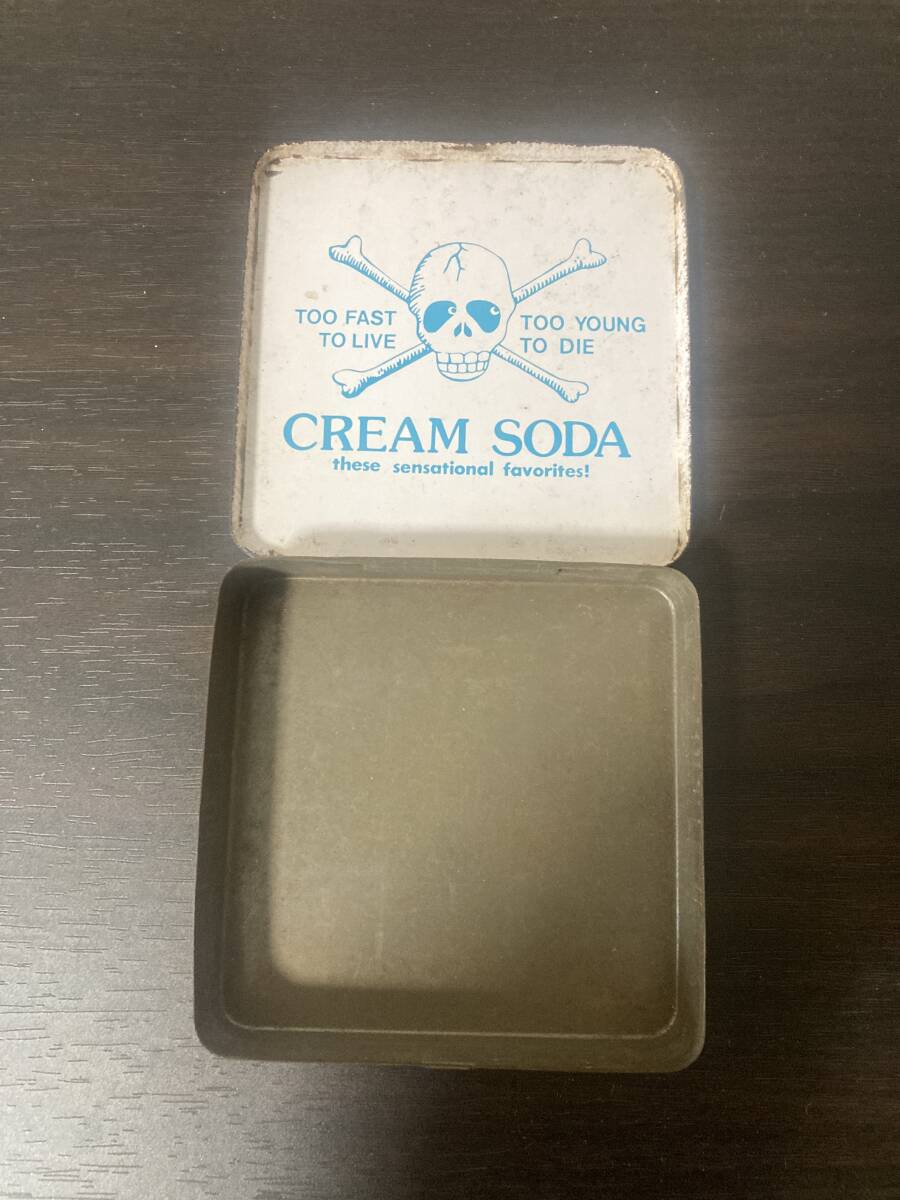 TOO FAST
TO LIVE
TOO YOUNG
TO DIE
CREAM SODA
these sensational favorites!